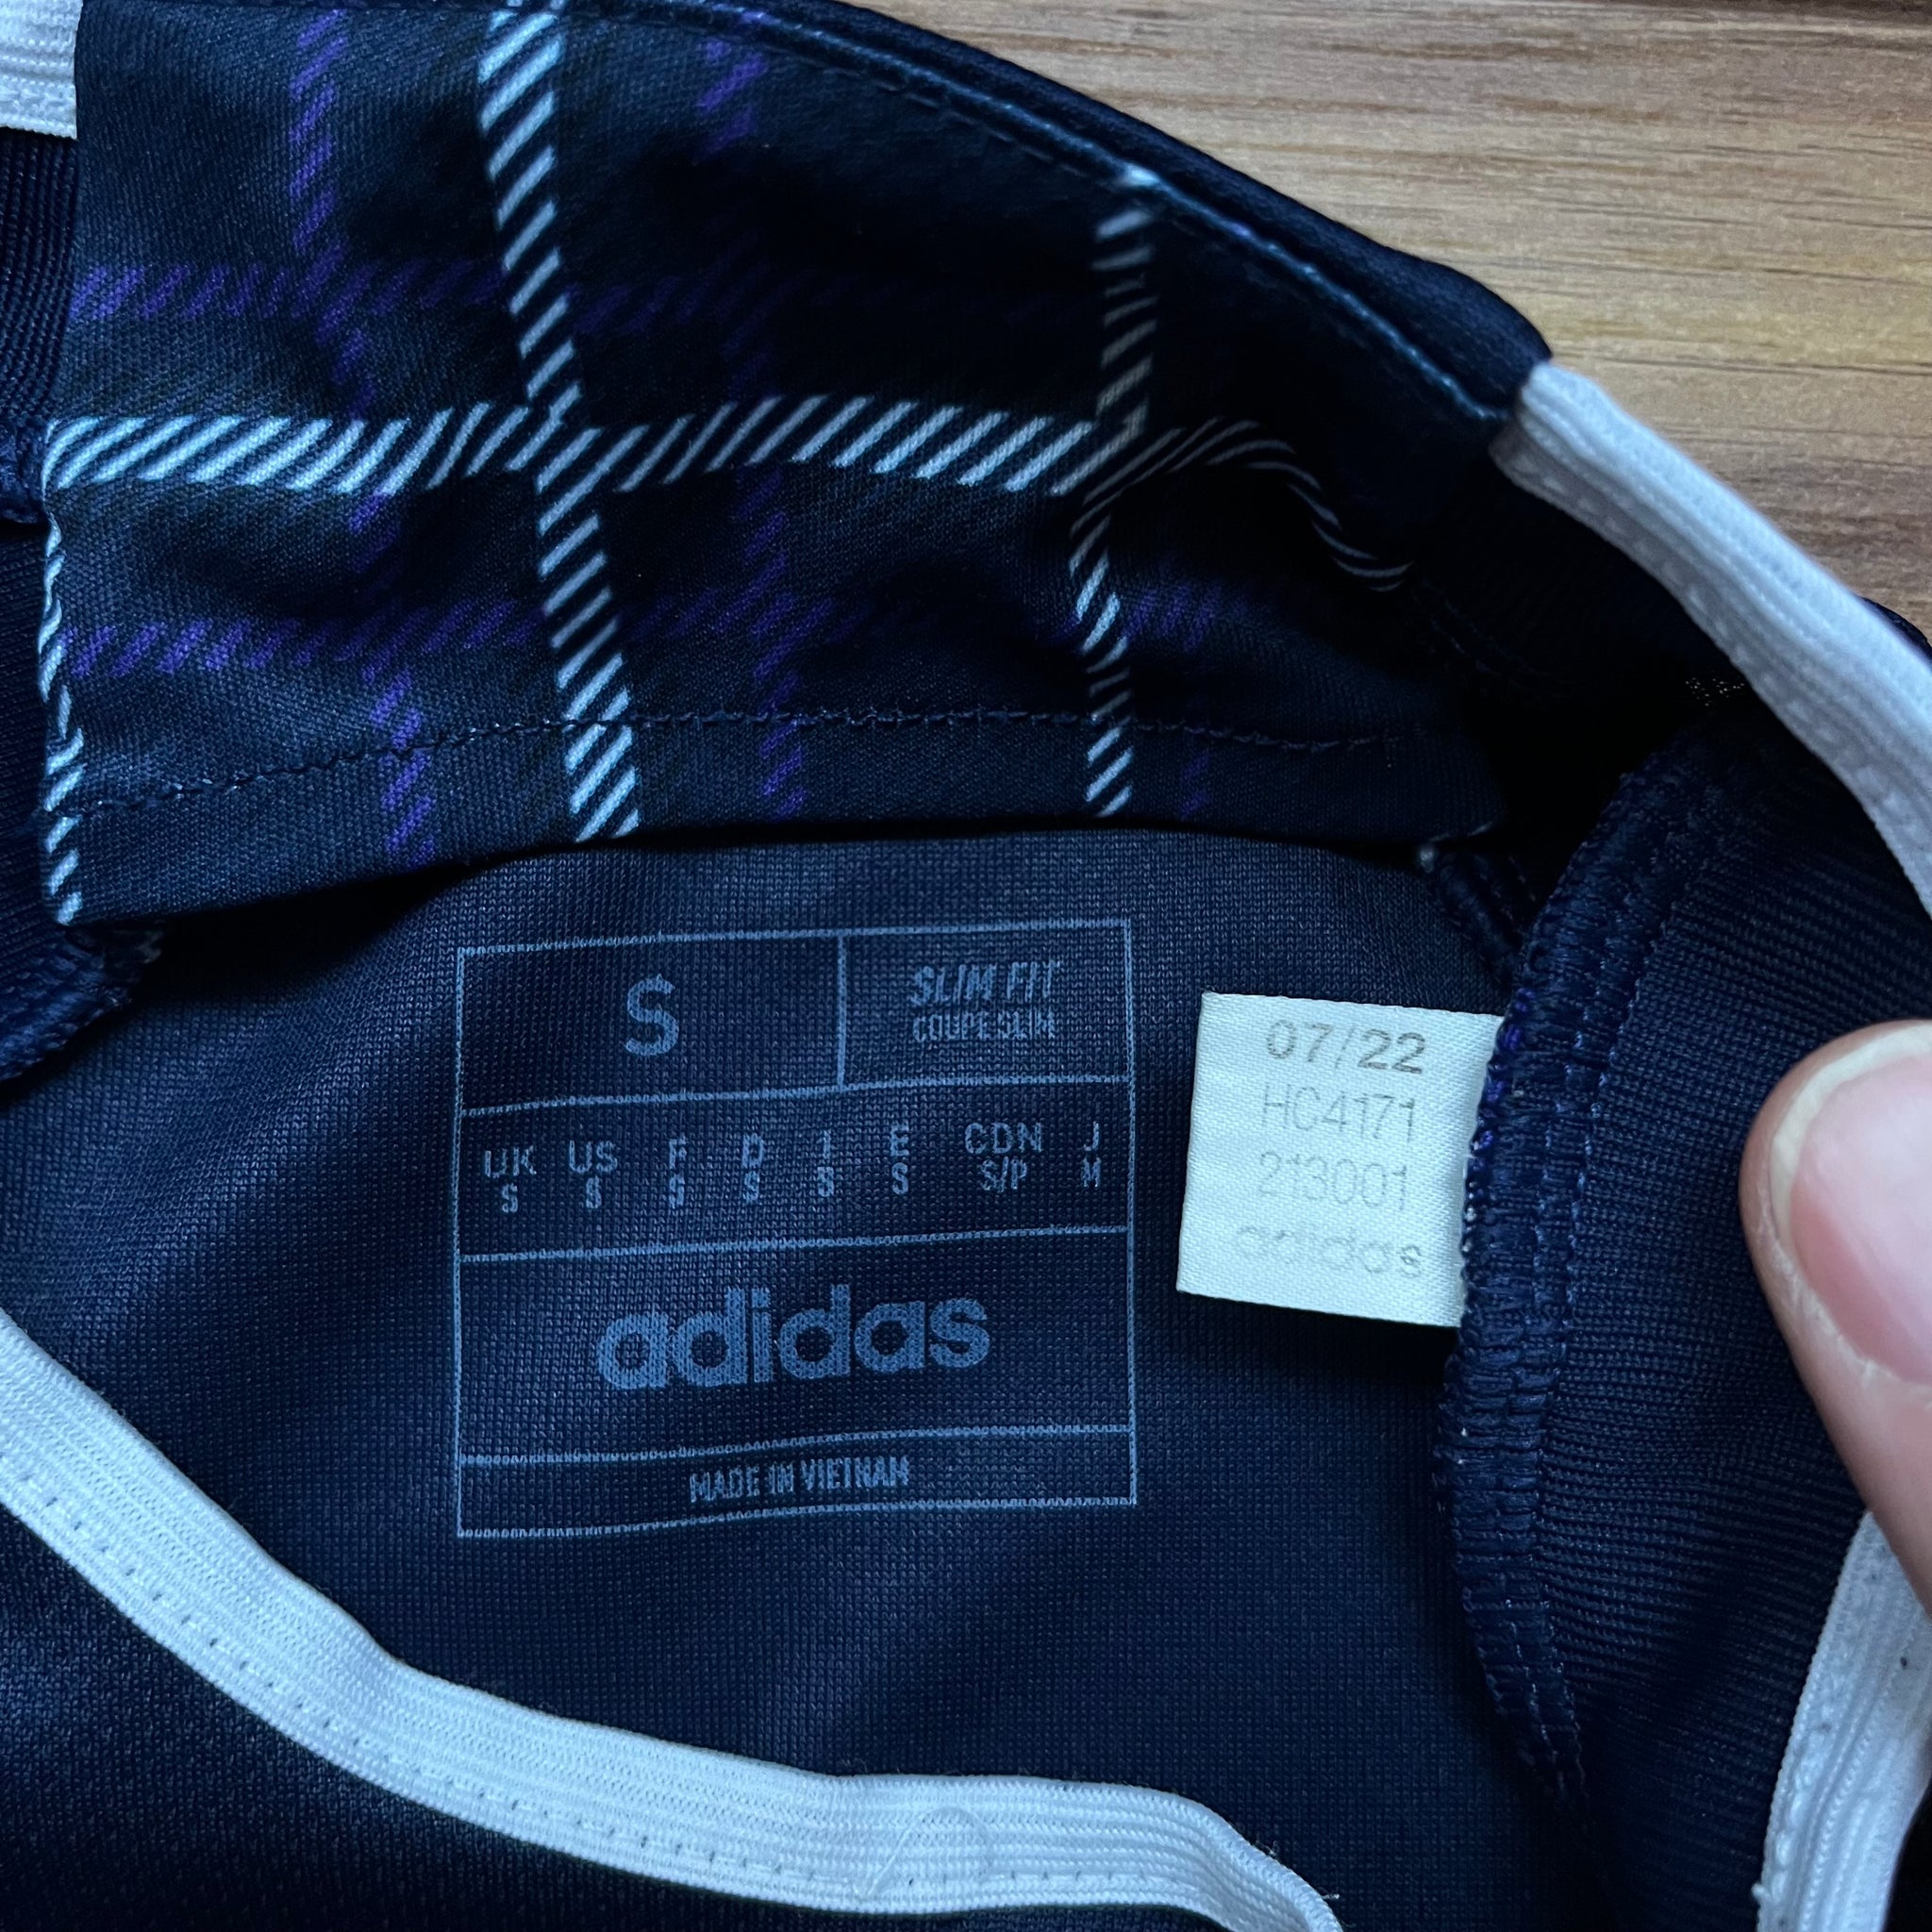 S
SLIM FIT
COUPE SLIM
UK US F D I E CDN J
S S S S S S S/P M
adidas
MADE IN VIETNAM
07/22
HC4171
213001
adidas